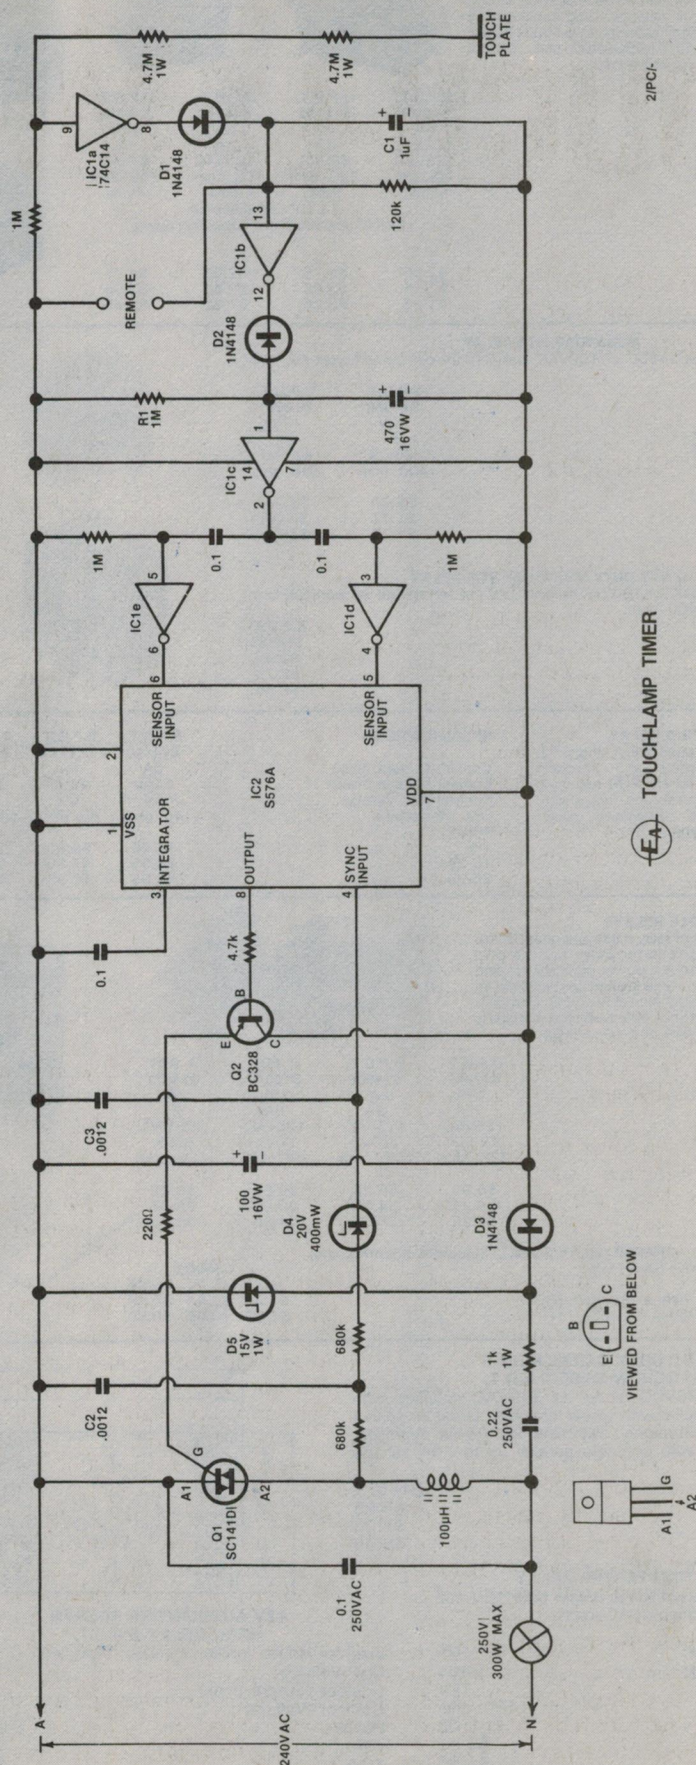 240VAC
A
N
250V
300W MAX
0.1
250VAC
Q1
SC141D
A1
A2
G
100µH
C2
.0012
680k
0.22
250VAC
1k
1W
D5
15V
1W
680k
220Ω
D4
20V
400mW
D3
1N4148
100
16VW
+
−
C3
.0012
E
B
C
Q2
BC328
4.7k
0.1
3
INTEGRATOR
8
OUTPUT
4
SYNC
INPUT
1
VSS
2
IC2
S576A
VDD
7
SENSOR
INPUT
6
SENSOR
INPUT
5
6
IC1e
5
4
IC1d
3
1M
0.1
0.1
1M
2
IC1c
14
7
1
R1
1M
470
16VW
+
−
D2
1N4148
12
IC1b
13
REMOTE
1M
120k
C1
1uF
+
−
D1
1N4148
IC1a
74C14
8
9
4.7M
1W
4.7M
1W
TOUCH
PLATE
A1
A2
G
E
B
C
VIEWED FROM BELOW
EA TOUCH-LAMP TIMER
2/PC/-